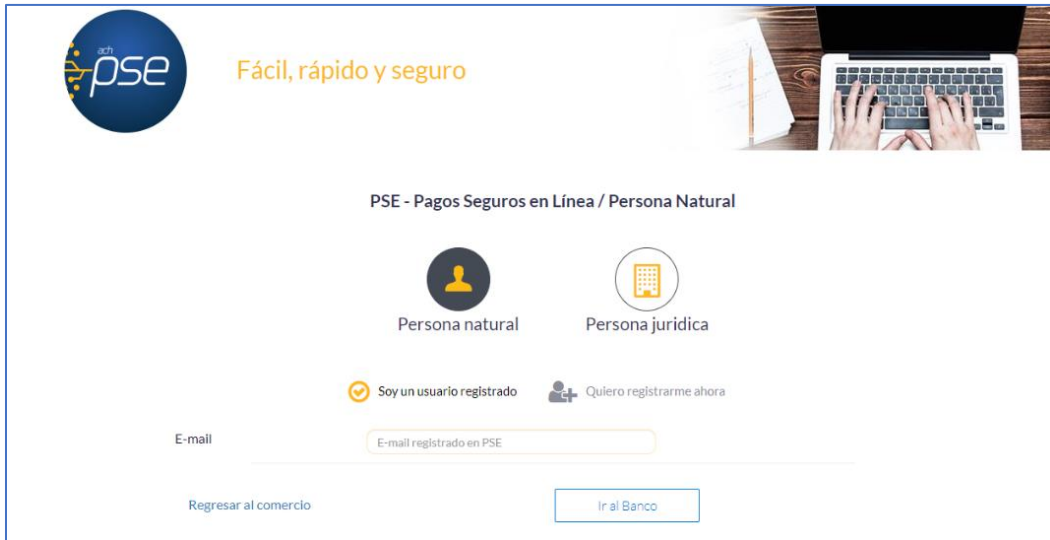 ach
pse
Fácil, rápido y seguro
PSE - Pagos Seguros en Línea / Persona Natural
Persona natural
Persona juridica
Soy un usuario registrado
Quiero registrarme ahora
E-mail
E-mail registrado en PSE
Regresar al comercio
Ir al Banco